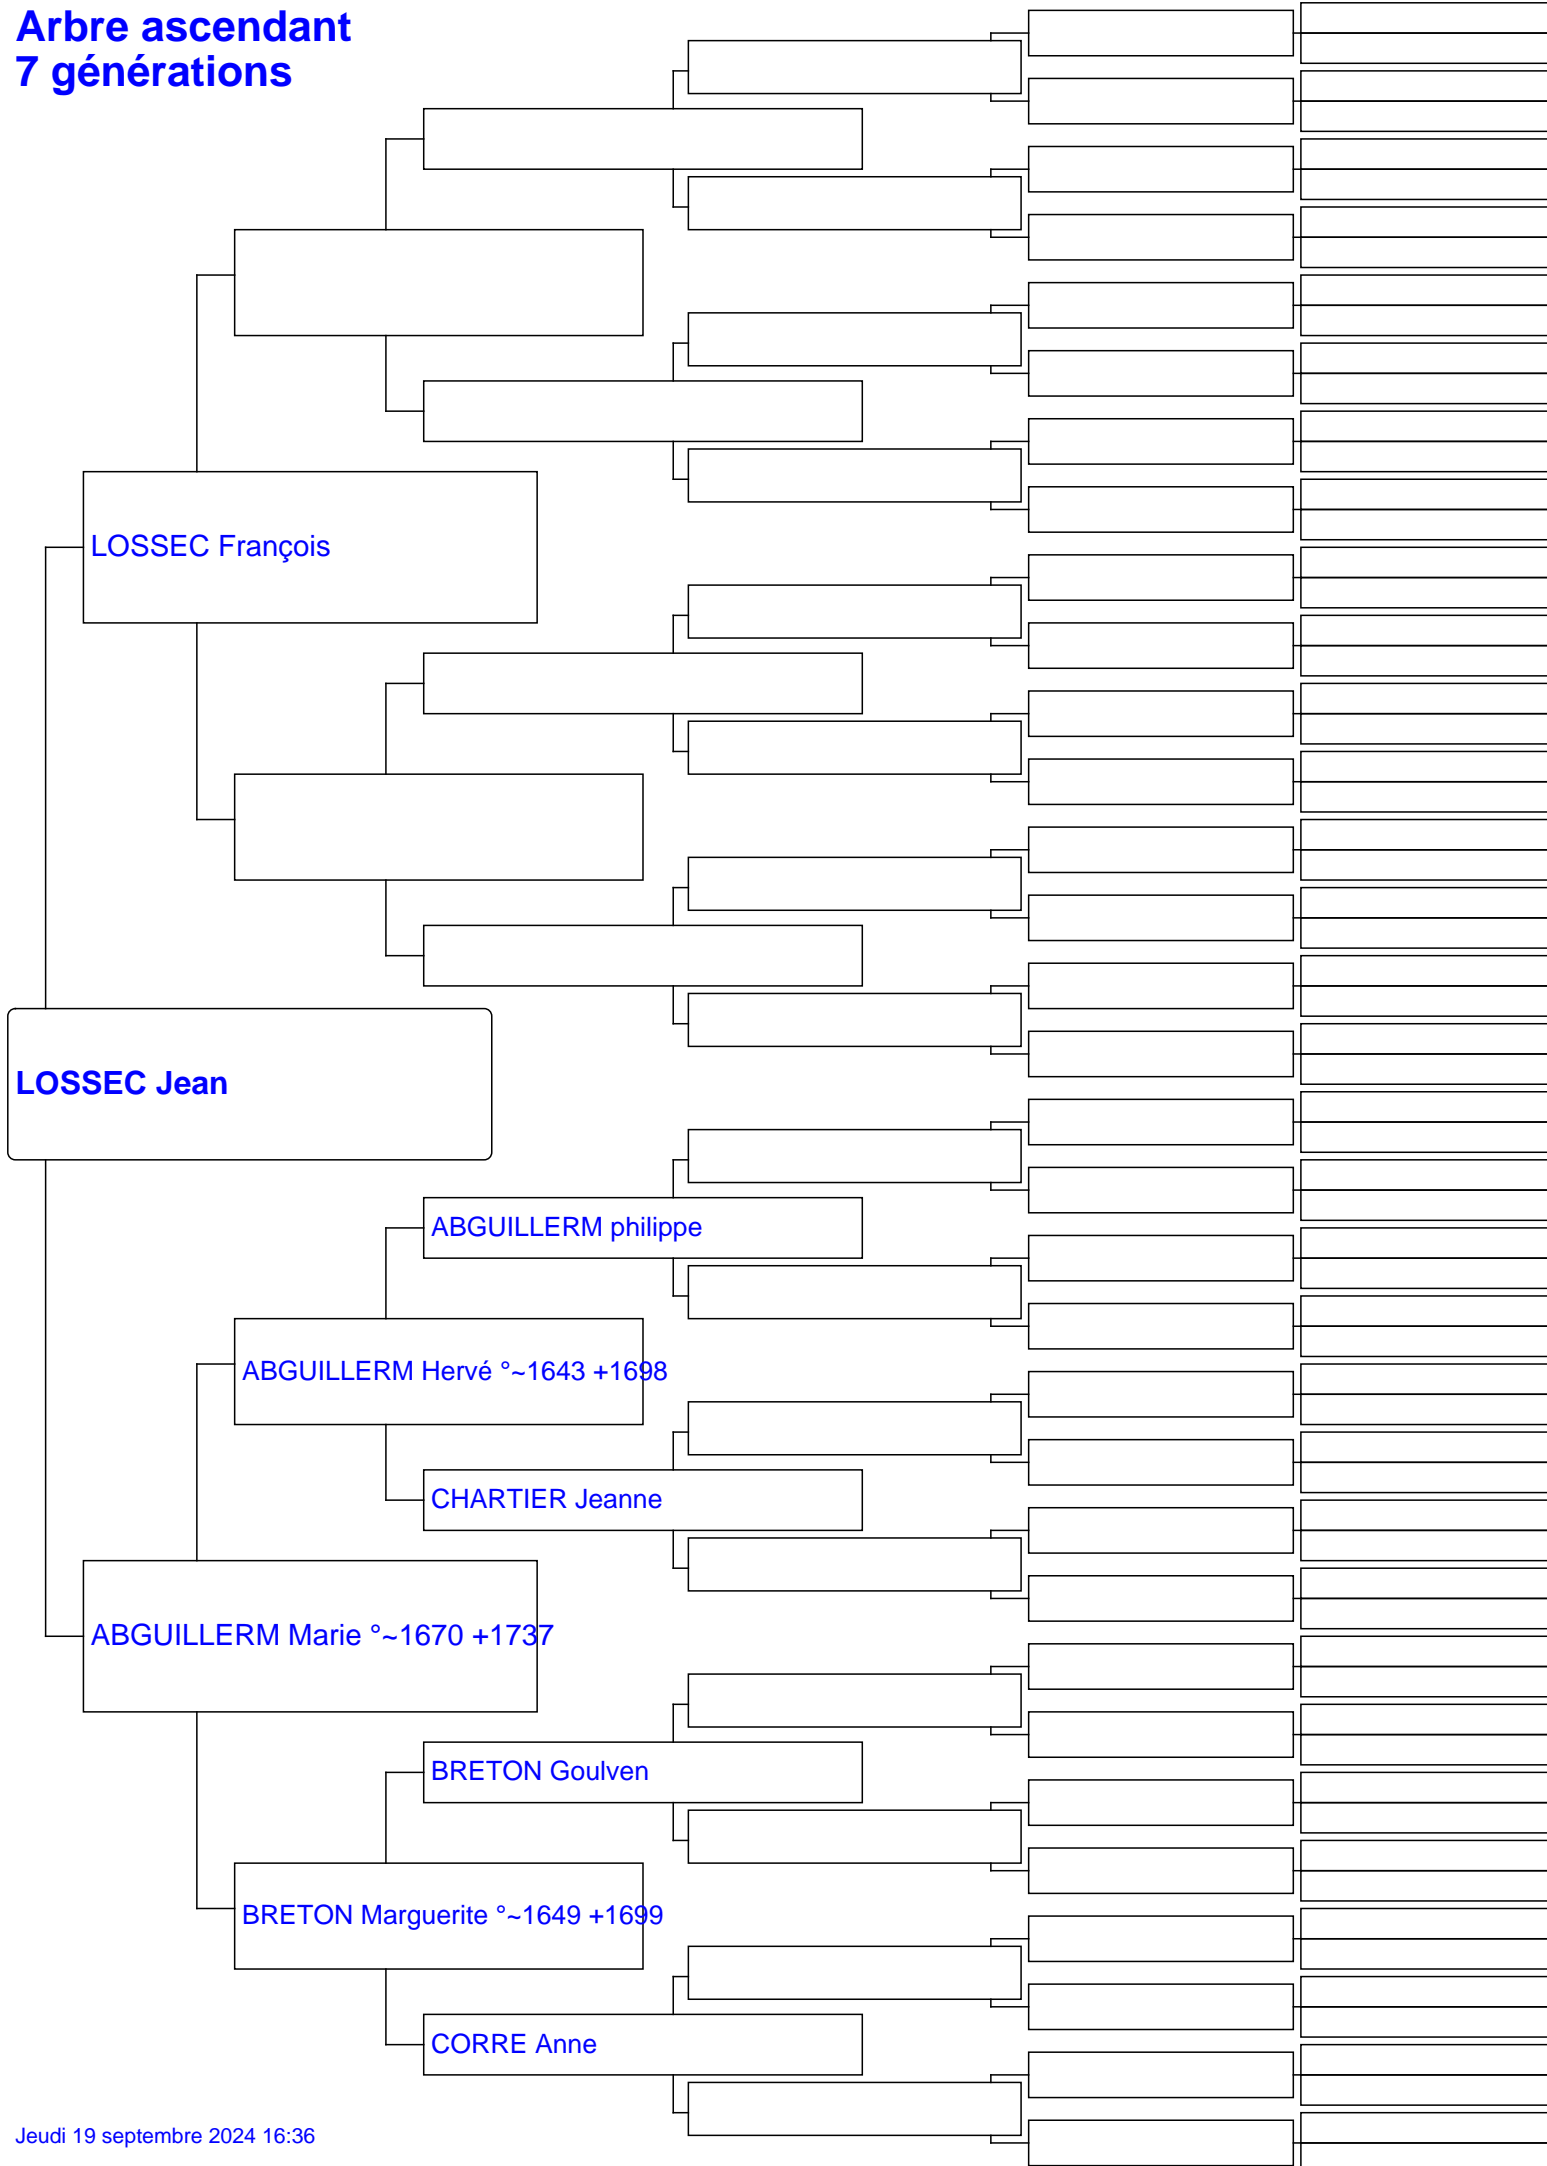 Arbre ascendant
7 générations
LOSSEC François
LOSSEC Jean
ABGUILLERM philippe
ABGUILLERM Hervé °~1643 +1698
CHARTIER Jeanne
ABGUILLERM Marie °~1670 +1737
BRETON Goulven
BRETON Marguerite °~1649 +1699
CORRE Anne
Jeudi 19 septembre 2024 16:36